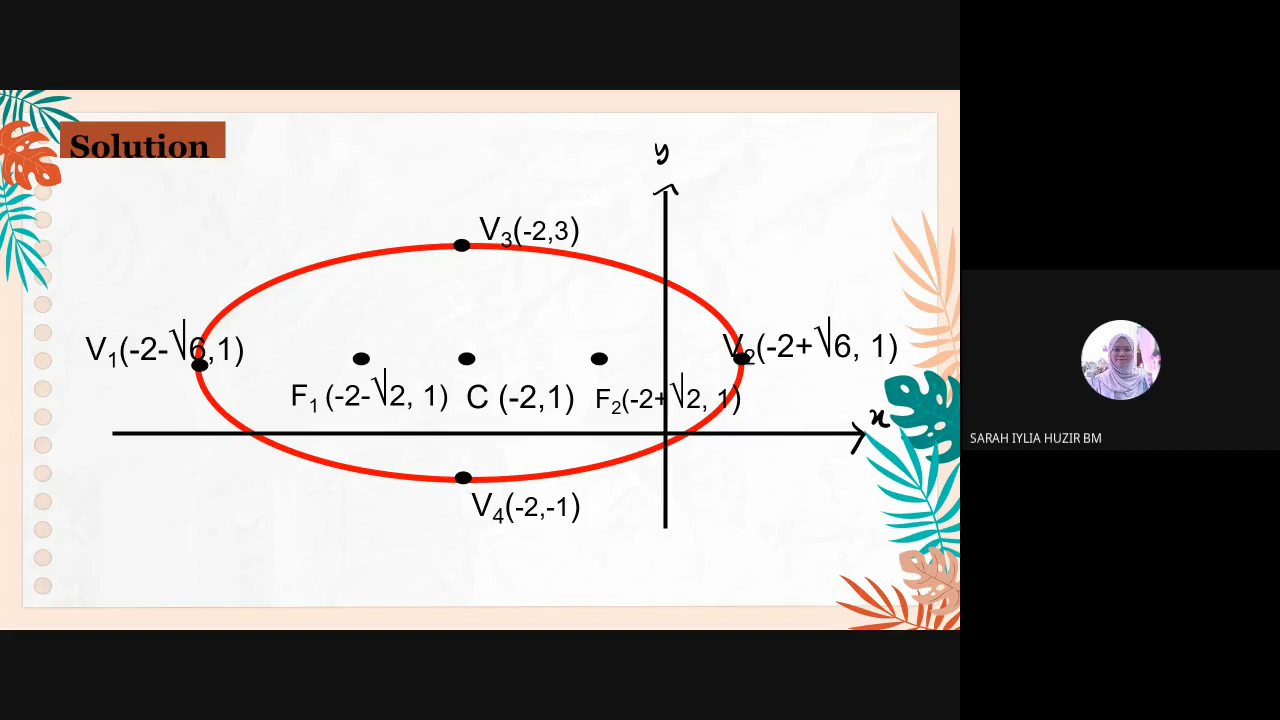 Solution
y
V₃(-2,3)
V₁(-2-√6,1)
V₂(-2+√6, 1)
F₁ (-2-√2, 1)
C (-2,1)
F₂(-2+√2, 1)
x
V₄(-2,-1)
SARAH IYLIA HUZIR BM